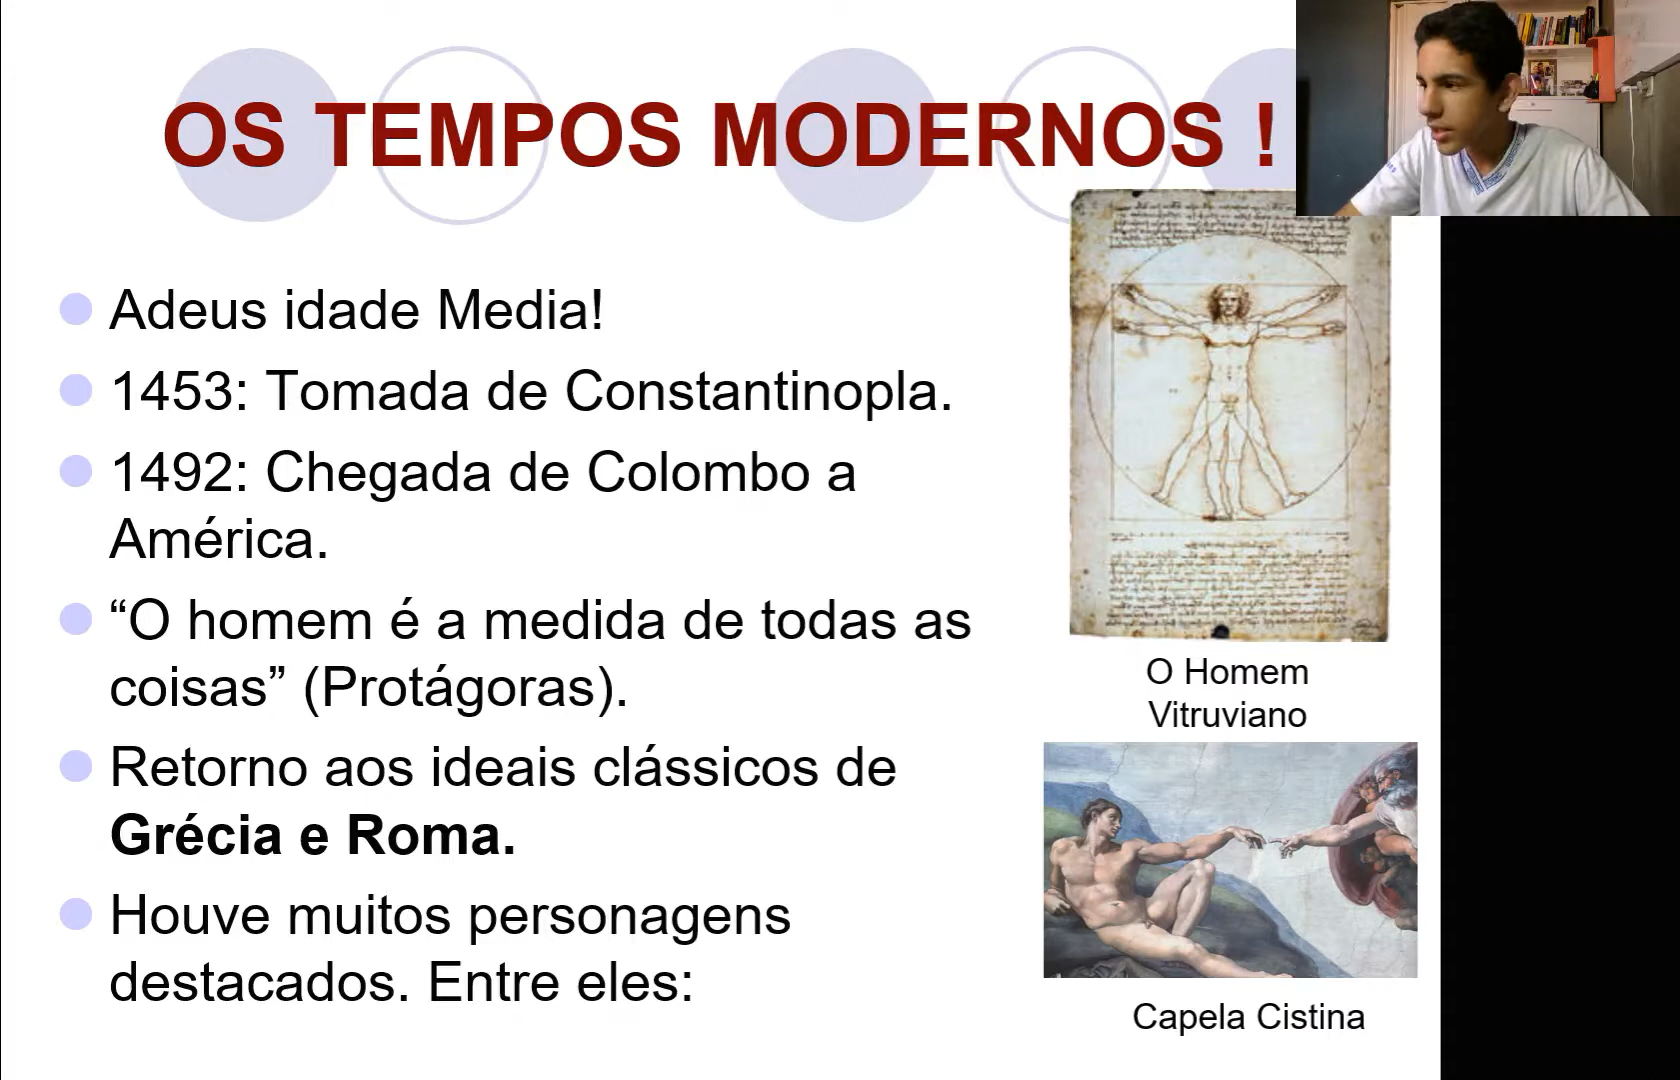 OS TEMPOS MODERNOS !
Adeus idade Media!
1453: Tomada de Constantinopla.
1492: Chegada de Colombo a
América.
“O homem é a medida de todas as
coisas” (Protágoras).
Retorno aos ideais clássicos de
Grécia e Roma.
Houve muitos personagens
destacados. Entre eles:
O Homem
Vitruviano
Capela Cistina